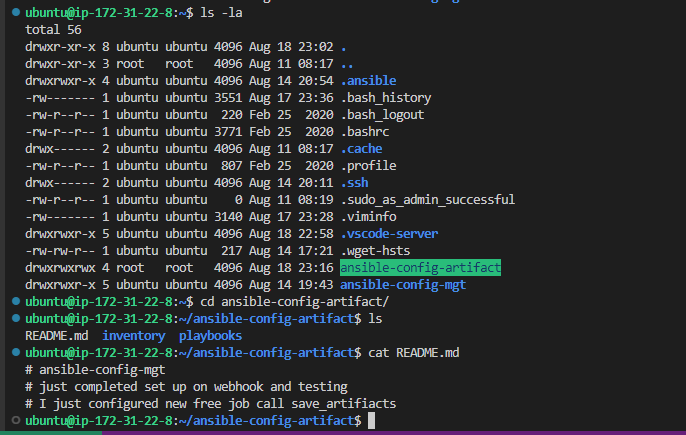 ubuntu@ip-172-31-22-8:~$ ls -la
total 56
drwxr-xr-x 8 ubuntu ubuntu 4096 Aug 18 23:02 .
drwxr-xr-x 3 root   root   4096 Aug 11 08:17 ..
drwxrwxr-x 4 ubuntu ubuntu 4096 Aug 14 20:54 .ansible
-rw------- 1 ubuntu ubuntu 3551 Aug 17 23:36 .bash_history
-rw-r--r-- 1 ubuntu ubuntu  220 Feb 25  2020 .bash_logout
-rw-r--r-- 1 ubuntu ubuntu 3771 Feb 25  2020 .bashrc
drwx------ 2 ubuntu ubuntu 4096 Aug 11 08:17 .cache
-rw-r--r-- 1 ubuntu ubuntu  807 Feb 25  2020 .profile
drwx------ 2 ubuntu ubuntu 4096 Aug 14 20:11 .ssh
-rw-r--r-- 1 ubuntu ubuntu    0 Aug 11 08:19 .sudo_as_admin_successful
-rw------- 1 ubuntu ubuntu 3140 Aug 17 23:28 .viminfo
drwxrwxr-x 5 ubuntu ubuntu 4096 Aug 18 22:58 .vscode-server
-rw-rw-r-- 1 ubuntu ubuntu  217 Aug 14 17:21 .wget-hsts
drwxrwxrwx 4 root   root   4096 Aug 18 23:16 ansible-config-artifact
drwxrwxr-x 5 ubuntu ubuntu 4096 Aug 14 19:43 ansible-config-mgt
ubuntu@ip-172-31-22-8:~$ cd ansible-config-artifact/
ubuntu@ip-172-31-22-8:~/ansible-config-artifact$ ls
README.md  inventory  playbooks
ubuntu@ip-172-31-22-8:~/ansible-config-artifact$ cat README.md
# ansible-config-mgt
# just completed set up on webhook and testing
# I just configured new free job call save_artifiacts
ubuntu@ip-172-31-22-8:~/ansible-config-artifact$